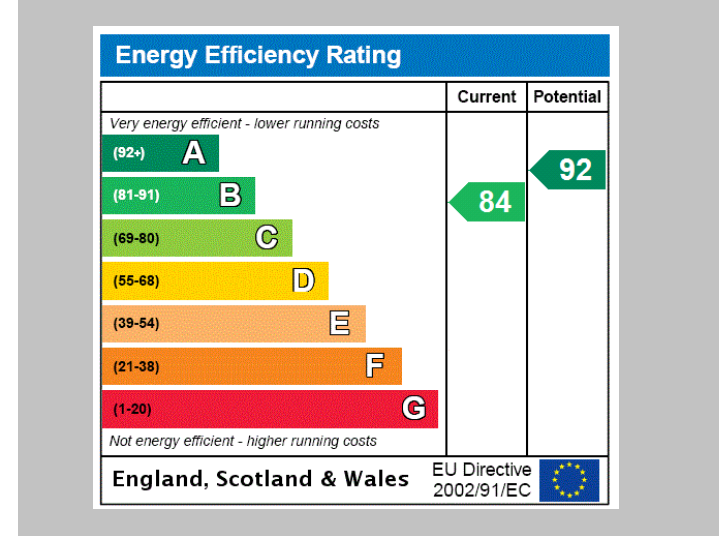 Energy Efficiency Rating
Current Potential
Very energy efficient - lower running costs
(92+) A
92
(81-91) B
84
(69-80) C
(55-68) D
(39-54) E
(21-38) F
(1-20) G
Not energy efficient - higher running costs
England, Scotland & Wales
EU Directive
2002/91/EC